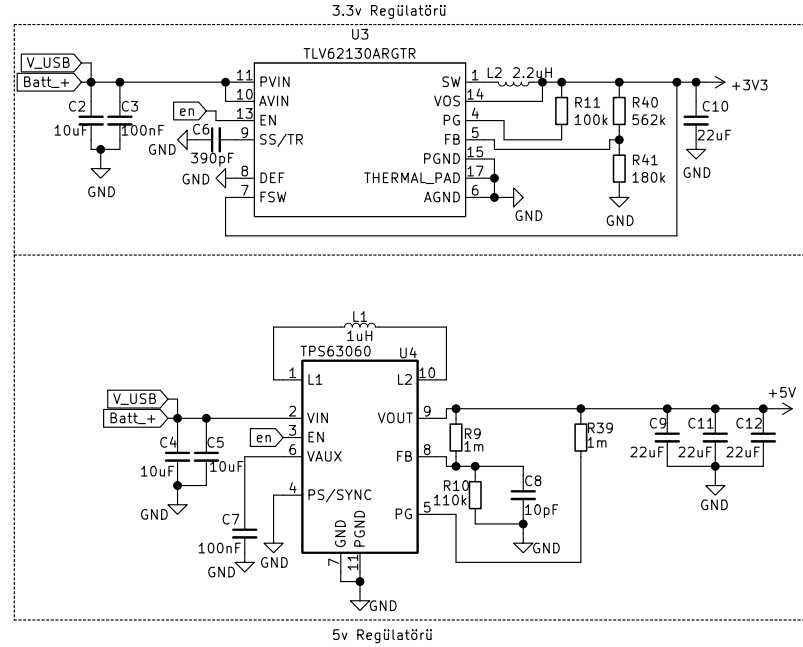 3.3v Regülatörü
U3
TLV62130ARGTR
V_USB
Batt_+
C2
10uF
C3
100nF
en
C6
390pF
GND
GND
GND
11 PVIN
10 AVIN
13 EN
9 SS/TR
8 DEF
7 FSW
SW 1
VOS 14
PG 4
FB 5
PGND 15
THERMAL_PAD 17
AGND 6
GND
L2 2.2uH
R11
100k
R40
562k
R41
180k
GND
C10
22uF
GND
+3V3
L1
1uH
TPS63060 U4
V_USB
Batt_+
C4
10uF
C5
10uF
GND
en
C7
100nF
GND
GND
1 L1
2 VIN
3 EN
6 VAUX
4 PS/SYNC
L2 10
VOUT 9
FB 8
PG 5
GND 7
PGND 11
GND
R9
1m
R10
110k
C8
10pF
GND
R39
1m
C9
22uF
C11
22uF
C12
22uF
GND
+5V
5v Regülatörü